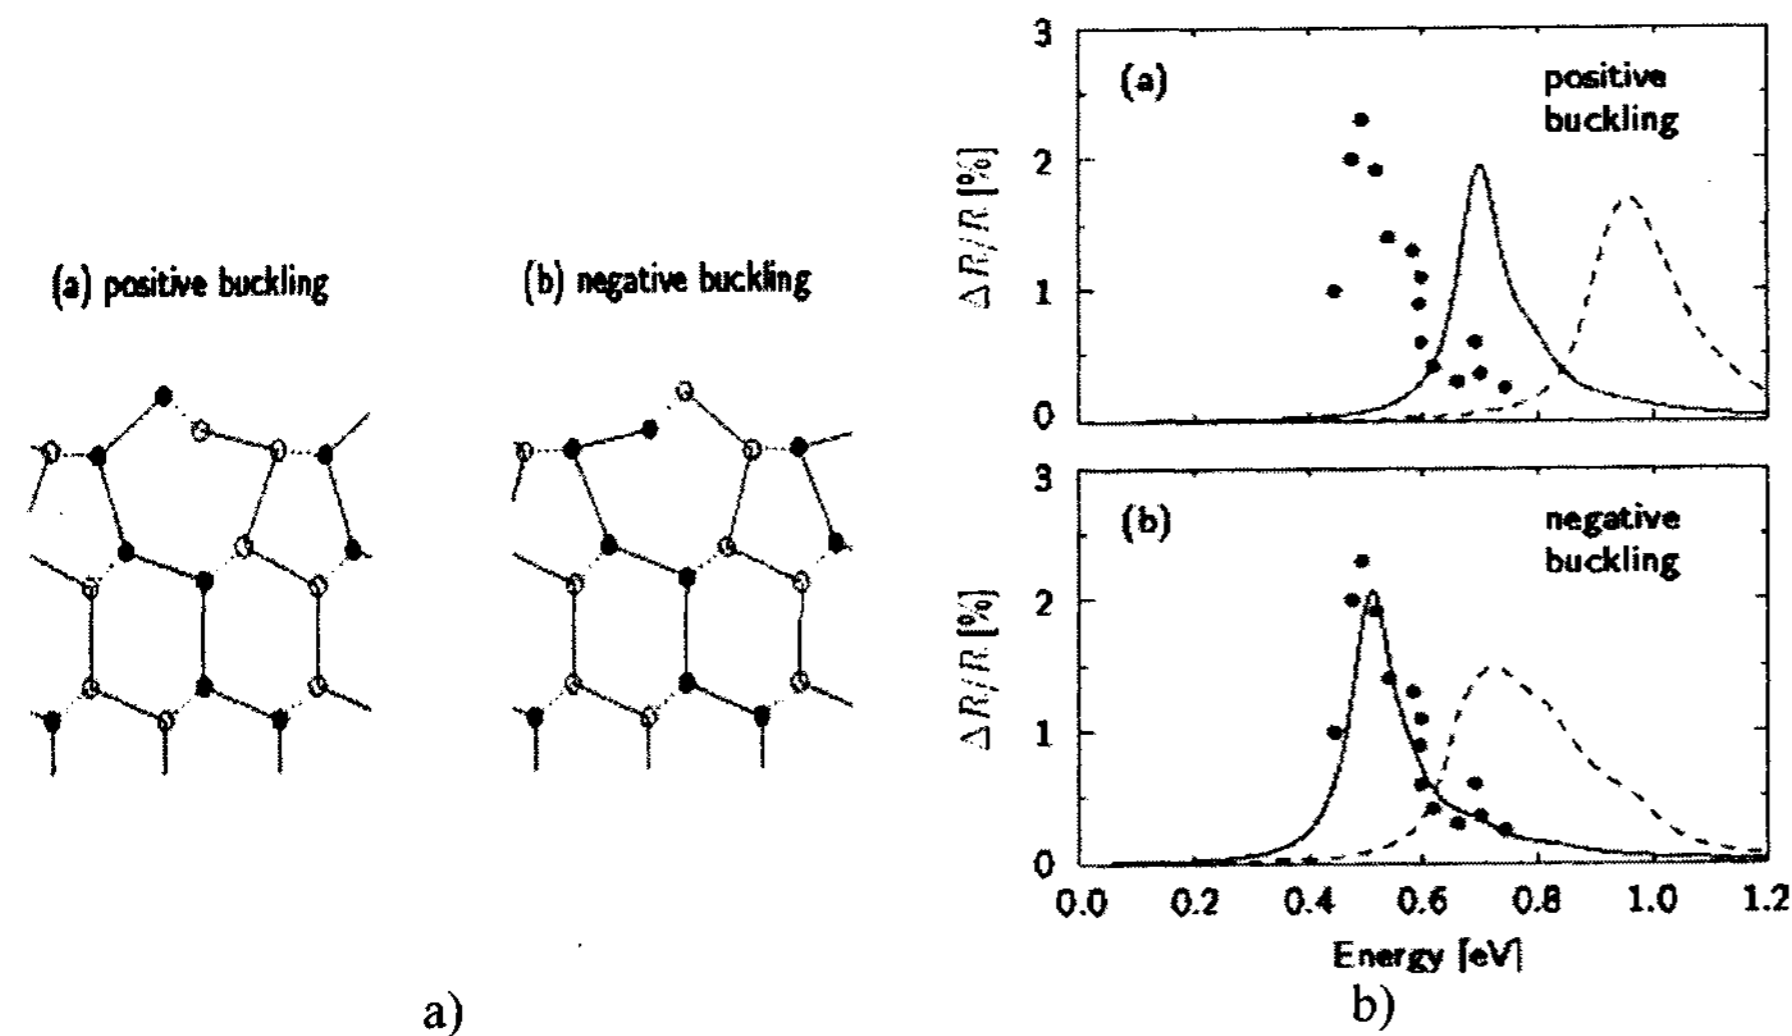 (a) positive buckling
(b) negative buckling
a)
3
2
1
0
ΔR/R [%]
(a)
positive
buckling
3
2
1
0
ΔR/R [%]
(b)
negative
buckling
0.0 0.2 0.4 0.6 0.8 1.0 1.2
Energy [eV]
b)